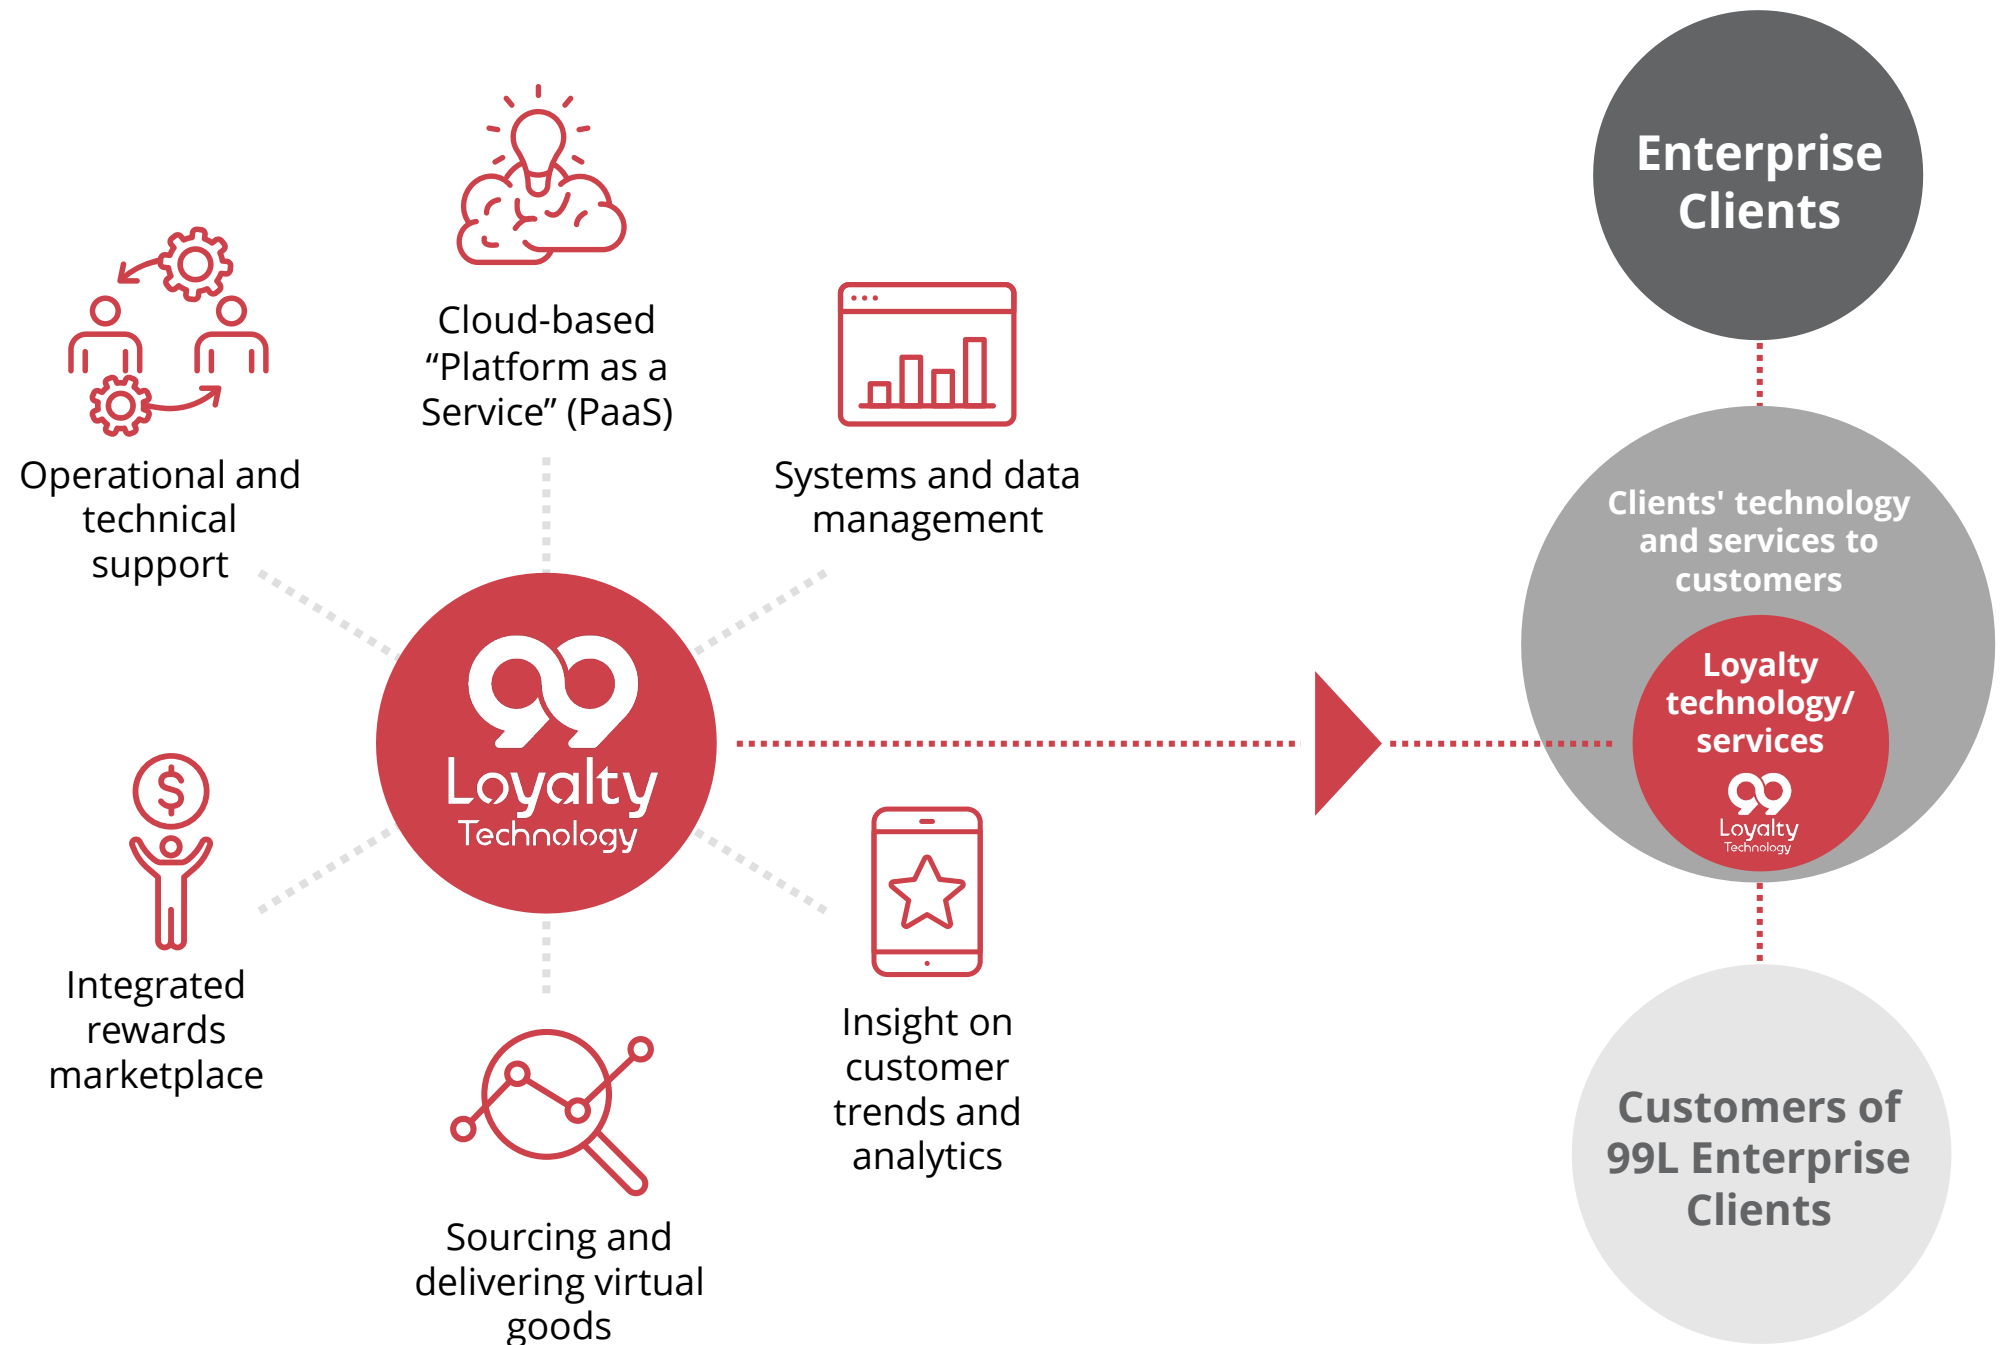 Cloud-based
“Platform as a
Service” (PaaS)
Operational and
technical
support
Systems and data
management
99
Loyalty
Technology
Integrated
rewards
marketplace
Insight on
customer
trends and
analytics
Sourcing and
delivering virtual
goods
$
Enterprise
Clients
Clients' technology
and services to
customers
Loyalty
technology/
services
99
Loyalty
Technology
Customers of
99L Enterprise
Clients